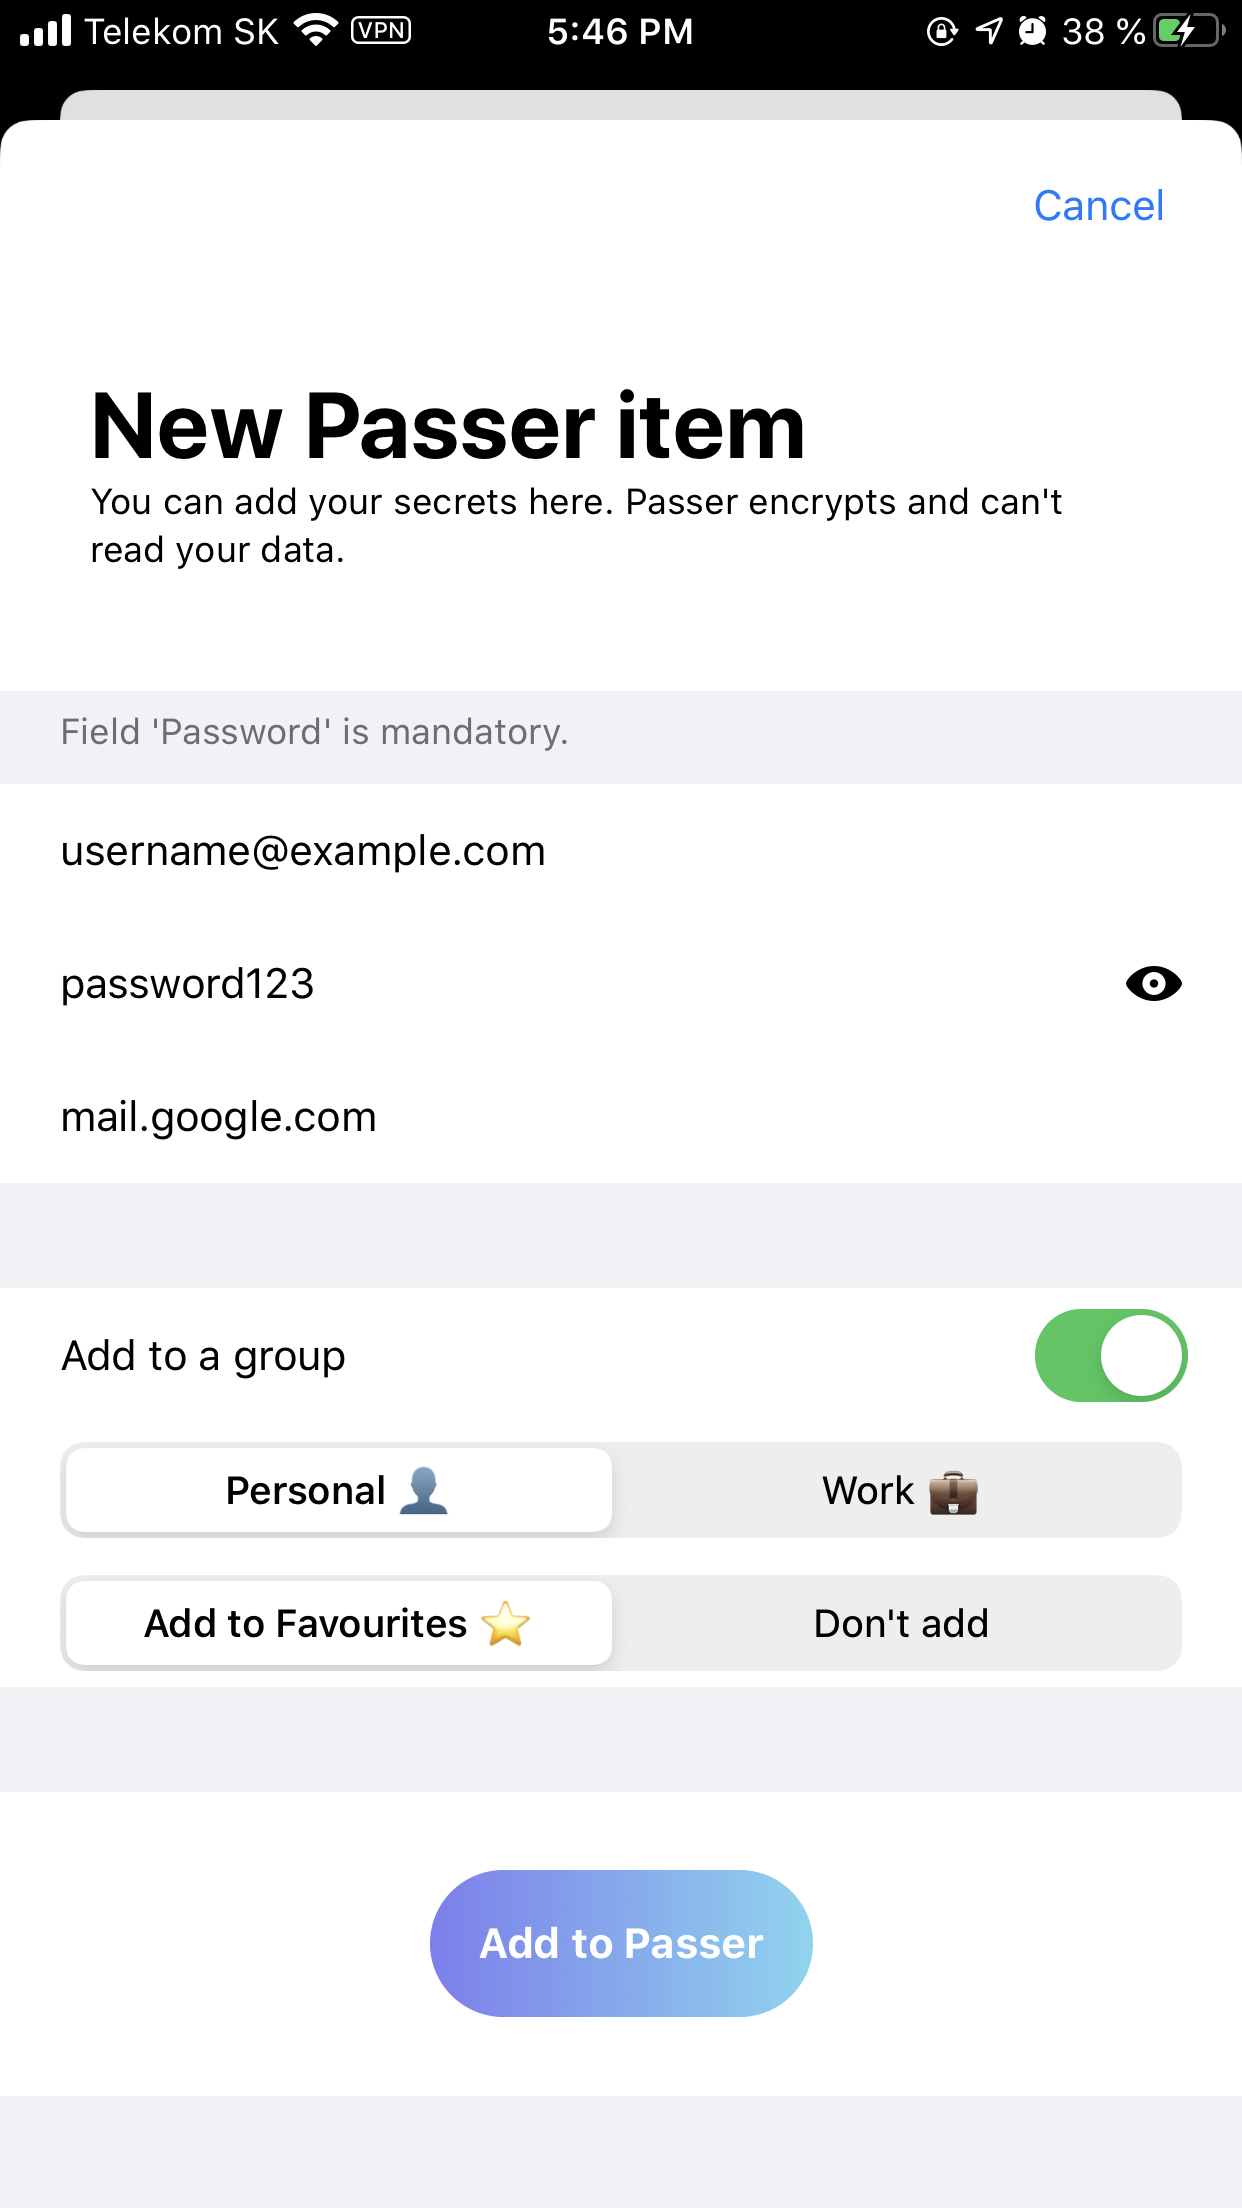 Telekom SK VPN 5:46 PM 38 %
Cancel
New Passer item
You can add your secrets here. Passer encrypts and can't
read your data.
Field 'Password' is mandatory.
username@example.com
password123
mail.google.com
Add to a group
Personal 👤 Work 💼
Add to Favourites ⭐ Don't add
Add to Passer